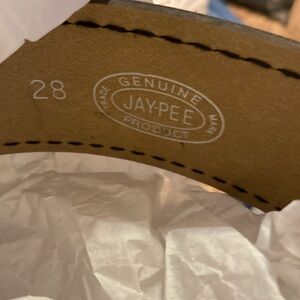 28
GENUINE
TRADE JAY-PEE MARK
PRODUCT